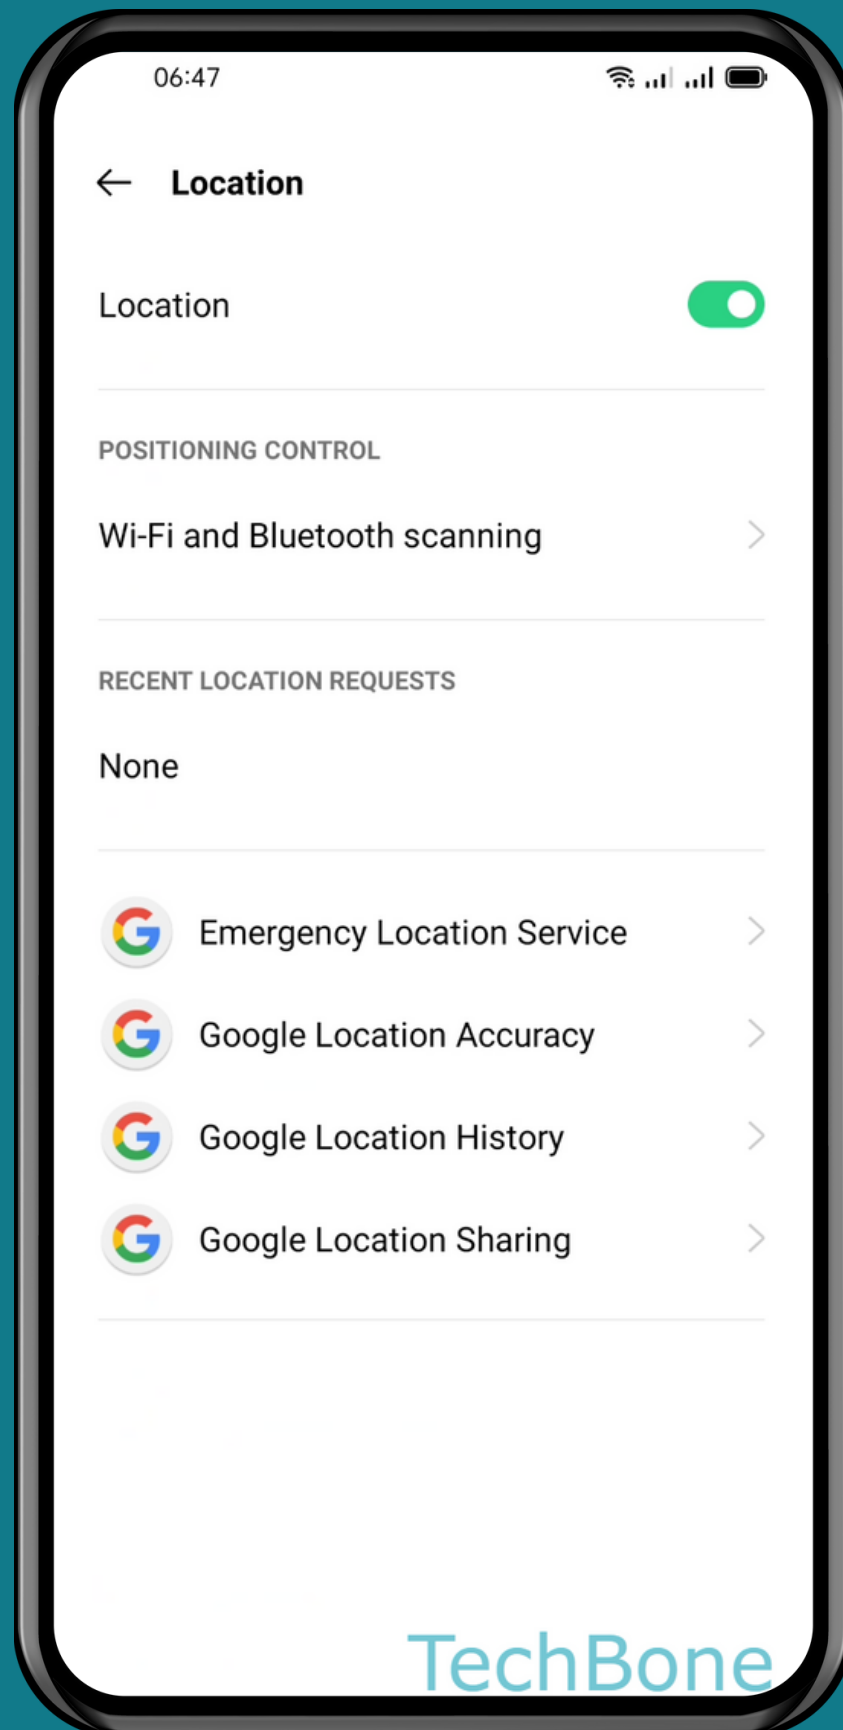 06:47
Location
Location
POSITIONING CONTROL
Wi-Fi and Bluetooth scanning
RECENT LOCATION REQUESTS
None
Emergency Location Service
Google Location Accuracy
Google Location History
Google Location Sharing
TechBone